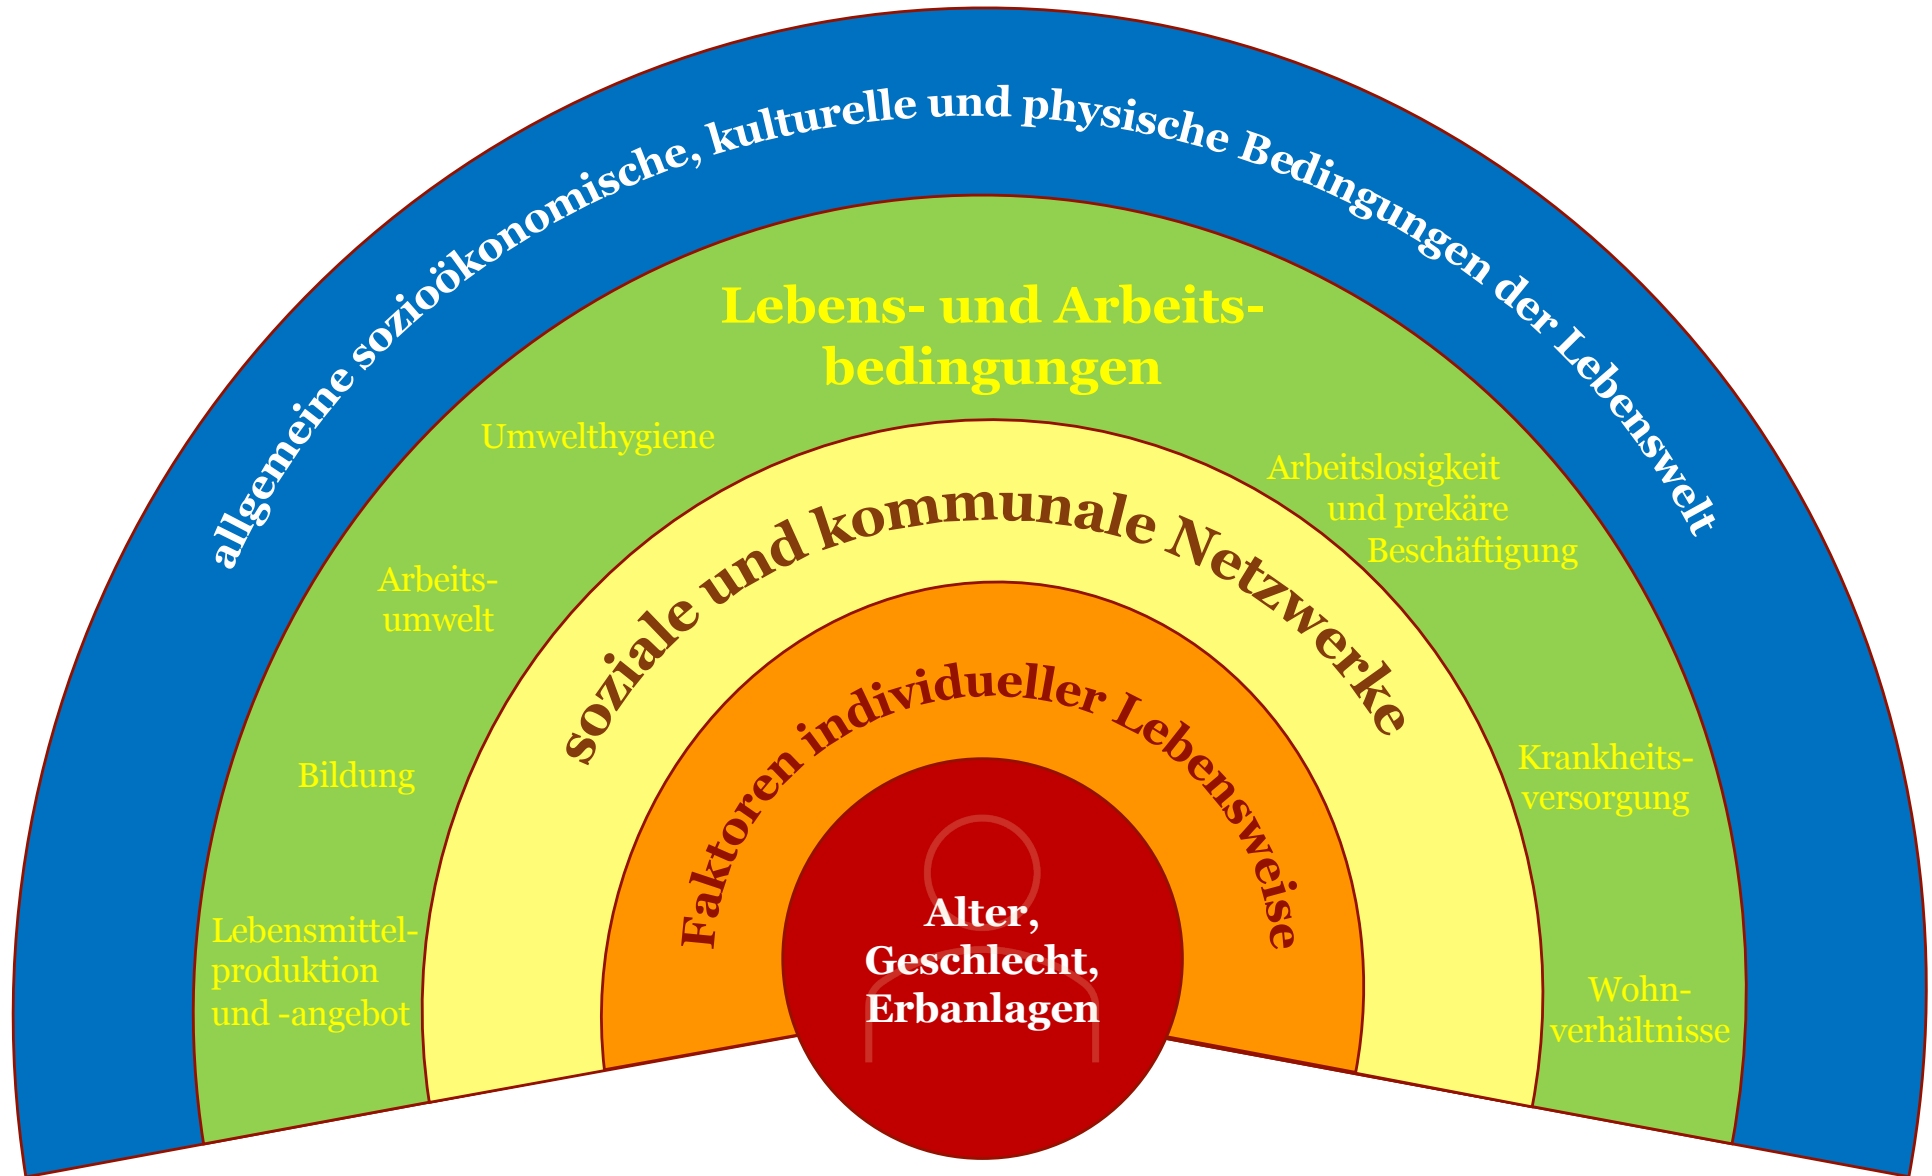 allgemeine sozioökonomische, kulturelle und physische Bedingungen der Lebenswelt
Lebens- und Arbeits-
bedingungen
Umwelthygiene
Arbeits-
umwelt
Bildung
Lebensmittel-
produktion
und -angebot
Arbeitslosigkeit
und prekäre
Beschäftigung
Krankheits-
versorgung
Wohn-
verhältnisse
soziale und kommunale Netzwerke
Faktoren individueller Lebensweise
Alter,
Geschlecht,
Erbanlagen